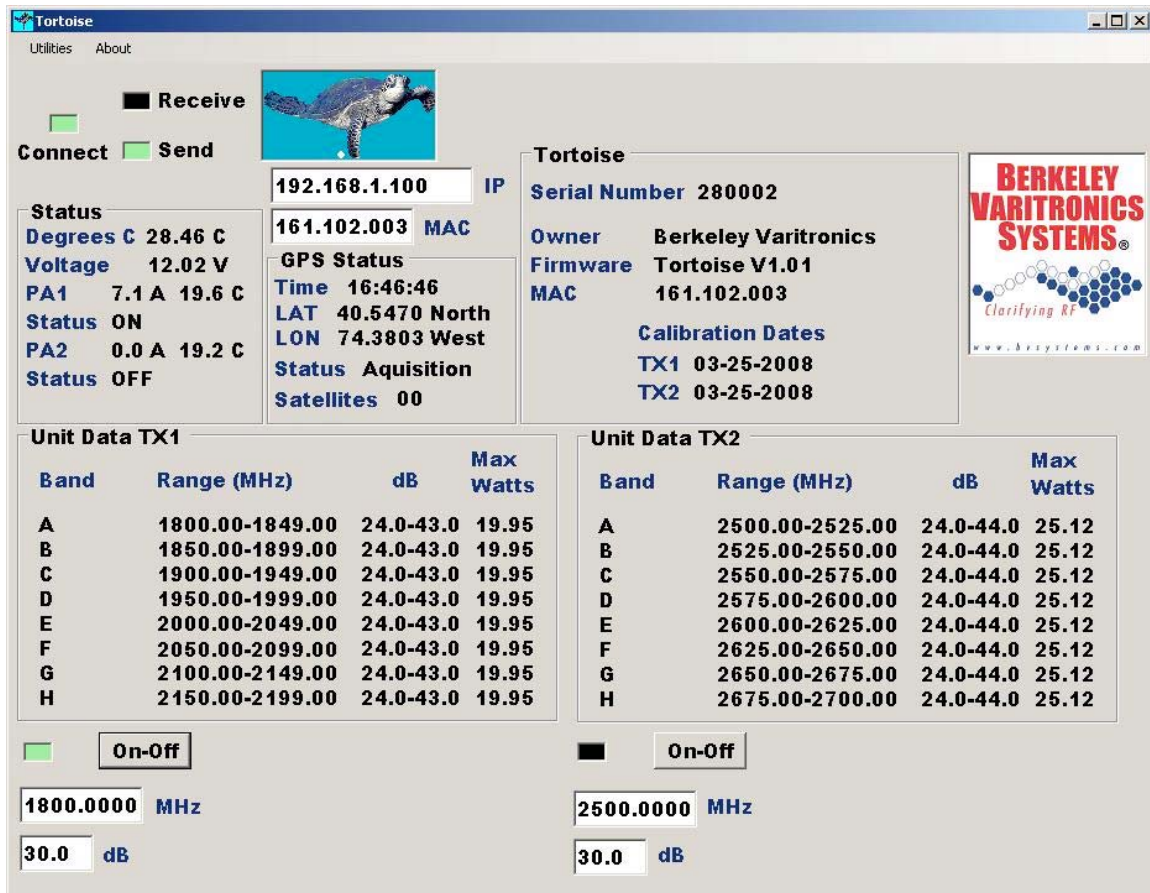 Tortoise
Utilities About
Receive
Connect Send
192.168.1.100 IP
161.102.003 MAC
Status
Degrees C 28.46 C
Voltage 12.02 V
PA1 7.1 A 19.6 C
Status ON
PA2 0.0 A 19.2 C
Status OFF
GPS Status
Time 16:46:46
LAT 40.5470 North
LON 74.3803 West
Status Aquisition
Satellites 00
Tortoise
Serial Number 280002
Owner Berkeley Varitronics
Firmware Tortoise V1.01
MAC 161.102.003
Calibration Dates
TX1 03-25-2008
TX2 03-25-2008
BERKELEY
VARITRONICS
SYSTEMS®
Clarifying RF
www.bvsystems.com
Unit Data TX1
Band Range (MHz) dB Max Watts
A 1800.00-1849.00 24.0-43.0 19.95
B 1850.00-1899.00 24.0-43.0 19.95
C 1900.00-1949.00 24.0-43.0 19.95
D 1950.00-1999.00 24.0-43.0 19.95
E 2000.00-2049.00 24.0-43.0 19.95
F 2050.00-2099.00 24.0-43.0 19.95
G 2100.00-2149.00 24.0-43.0 19.95
H 2150.00-2199.00 24.0-43.0 19.95
On-Off
1800.0000 MHz
30.0 dB
Unit Data TX2
Band Range (MHz) dB Max Watts
A 2500.00-2525.00 24.0-44.0 25.12
B 2525.00-2550.00 24.0-44.0 25.12
C 2550.00-2575.00 24.0-44.0 25.12
D 2575.00-2600.00 24.0-44.0 25.12
E 2600.00-2625.00 24.0-44.0 25.12
F 2625.00-2650.00 24.0-44.0 25.12
G 2650.00-2675.00 24.0-44.0 25.12
H 2675.00-2700.00 24.0-44.0 25.12
On-Off
2500.0000 MHz
30.0 dB